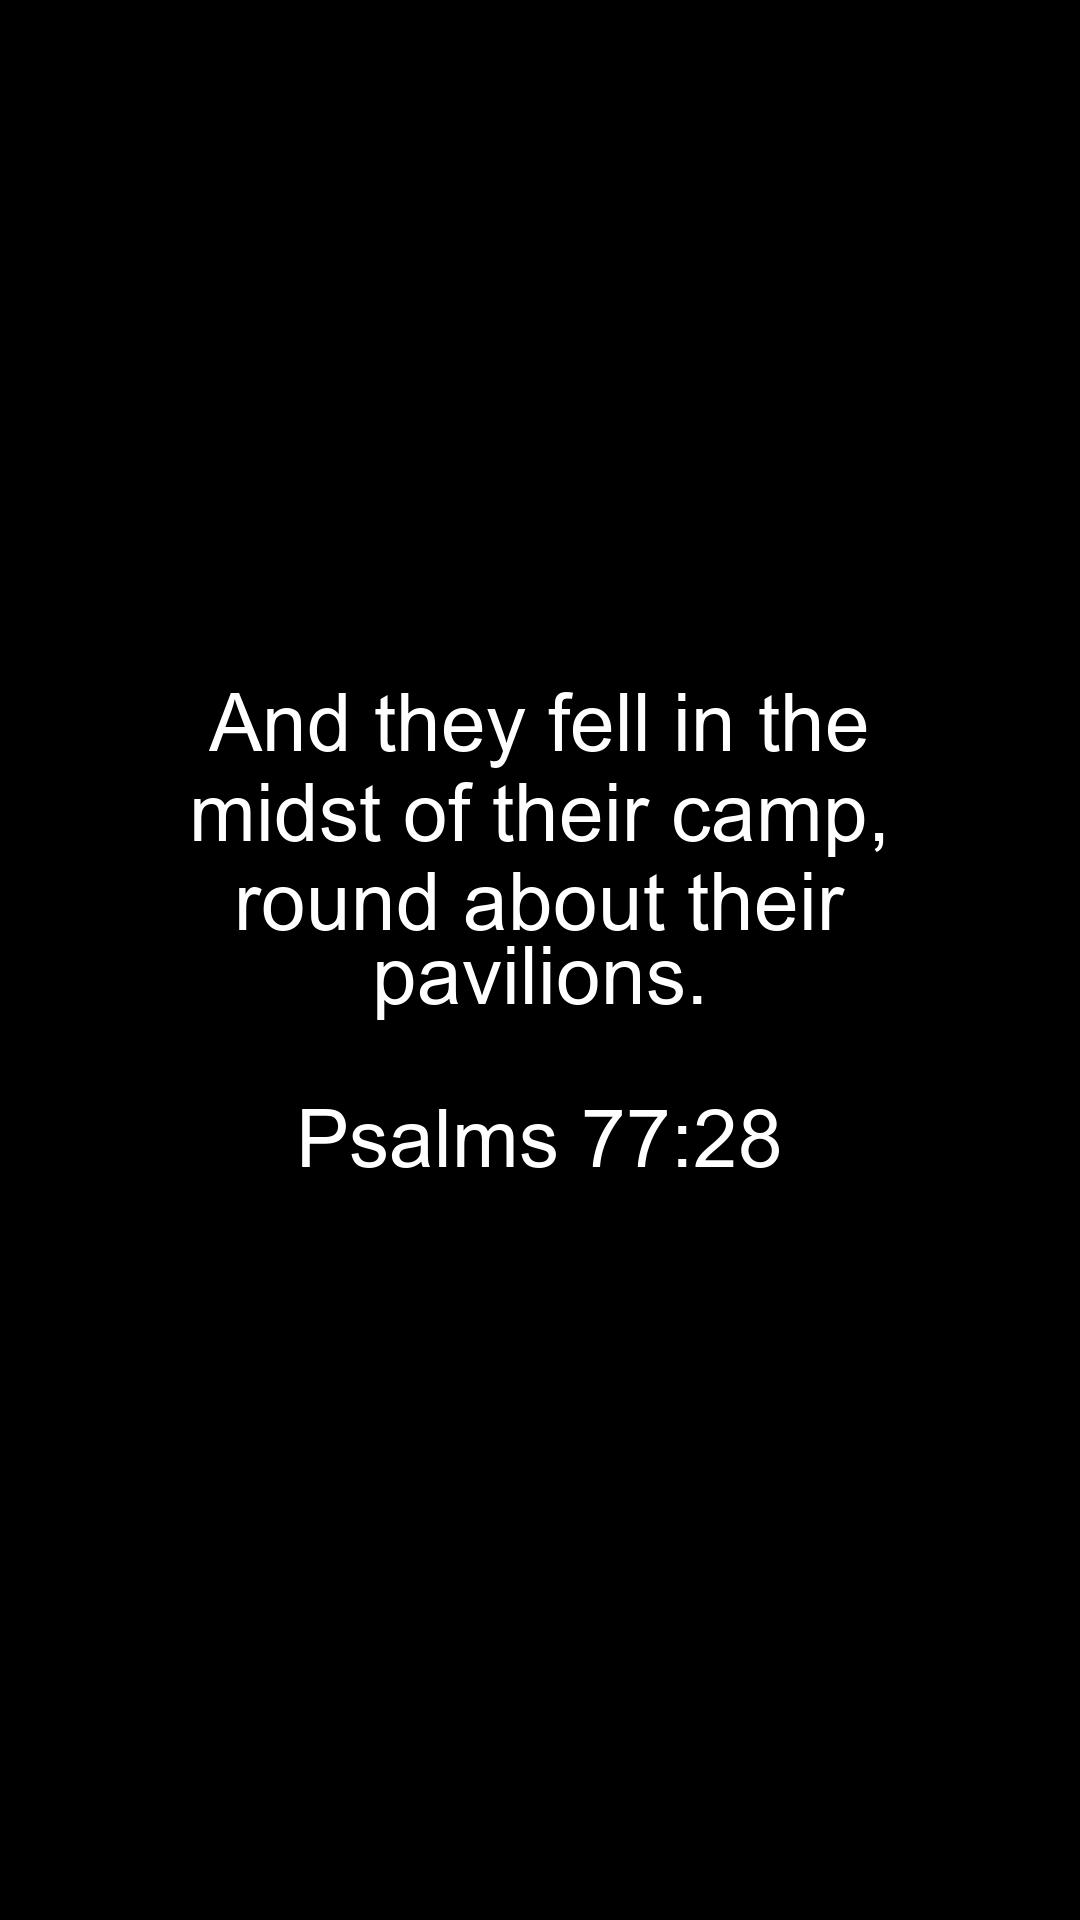 And they fell in the
midst of their camp,
round about their
pavilions.
Psalms 77:28